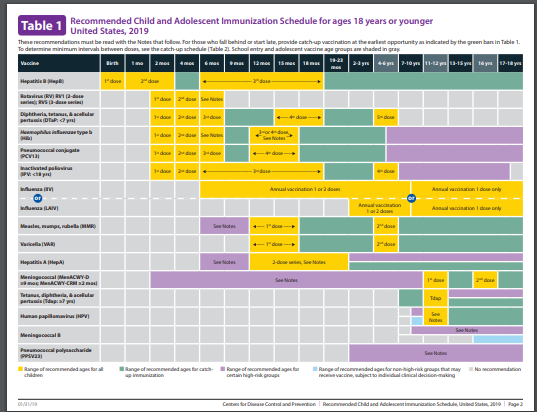 Table 1
Recommended Child and Adolescent Immunization Schedule for ages 18 years or younger
United States, 2019
These recommendations must be read with the Notes that follow. For those who fall behind or start late, provide catch-up vaccination at the earliest opportunity as indicated by the green bars in Table 1.
To determine minimum intervals between doses, see the catch-up schedule (Table 2). School entry and adolescent vaccine age groups are shaded in gray.
Vaccine Birth 1 mo 2 mos 4 mos 6 mos 9 mos 12 mos 15 mos 18 mos 19-23 mos 2-3 yrs 4-6 yrs 7-10 yrs 11-12 yrs 13-15 yrs 16 yrs 17-18 yrs
Hepatitis B (HepB) 1st dose 2nd dose 3rd dose
Rotavirus (RV) RV1 (2-dose
series); RV5 (3-dose series) 1st dose 2nd dose See Notes
Diphtheria, tetanus, & acellular
pertussis (DTaP: <7 yrs) 1st dose 2nd dose 3rd dose 4th dose 5th dose
Haemophilus influenzae type b
(Hib) 1st dose 2nd dose See Notes 3rd or 4th dose, See Notes
Pneumococcal conjugate
(PCV13) 1st dose 2nd dose 3rd dose 4th dose
Inactivated poliovirus
(IPV: <18 yrs) 1st dose 2nd dose 3rd dose 4th dose
Influenza (IIV) Annual vaccination 1 or 2 doses Annual vaccination 1 dose only
or or
Influenza (LAIV) Annual vaccination 1 or 2 doses Annual vaccination 1 dose only
Measles, mumps, rubella (MMR) See Notes 1st dose 2nd dose
Varicella (VAR) 1st dose 2nd dose
Hepatitis A (HepA) See Notes 2-dose series, See Notes
Meningococcal (MenACWY-D
≥9 mos; MenACWY-CRM ≥2 mos) See Notes 1st dose 2nd dose
Tetanus, diphtheria, & acellular
pertussis (Tdap: ≥7 yrs) Tdap
Human papillomavirus (HPV) See Notes
Meningococcal B See Notes
Pneumococcal polysaccharide
(PPSV23) See Notes
Range of recommended ages for all children
Range of recommended ages for catch-up immunization
Range of recommended ages for certain high-risk groups
Range of recommended ages for non-high-risk groups that may receive vaccine, subject to individual clinical decision-making
No recommendation
Centers for Disease Control and Prevention | Recommended Child and Adolescent Immunization Schedule, United States, 2019 | Page 2